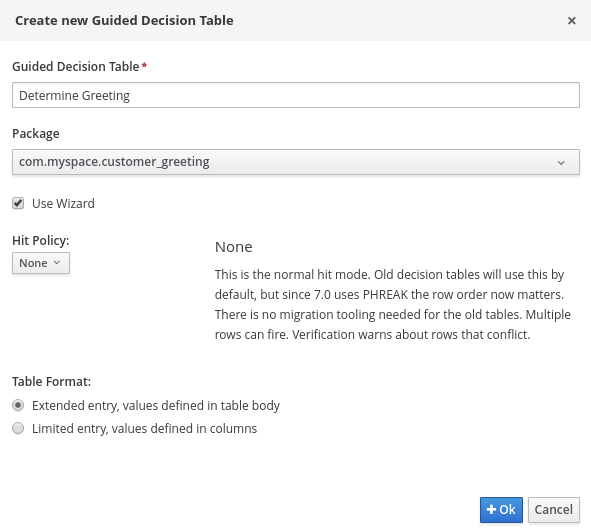 Create new Guided Decision Table ×
Guided Decision Table *
Determine Greeting
Package
com.myspace.customer_greeting
Use Wizard
Hit Policy:
None
None
This is the normal hit mode. Old decision tables will use this by
default, but since 7.0 uses PHREAK the row order now matters.
There is no migration tooling needed for the old tables. Multiple
rows can fire. Verification warns about rows that conflict.
Table Format:
Extended entry, values defined in table body
Limited entry, values defined in columns
+ Ok
Cancel